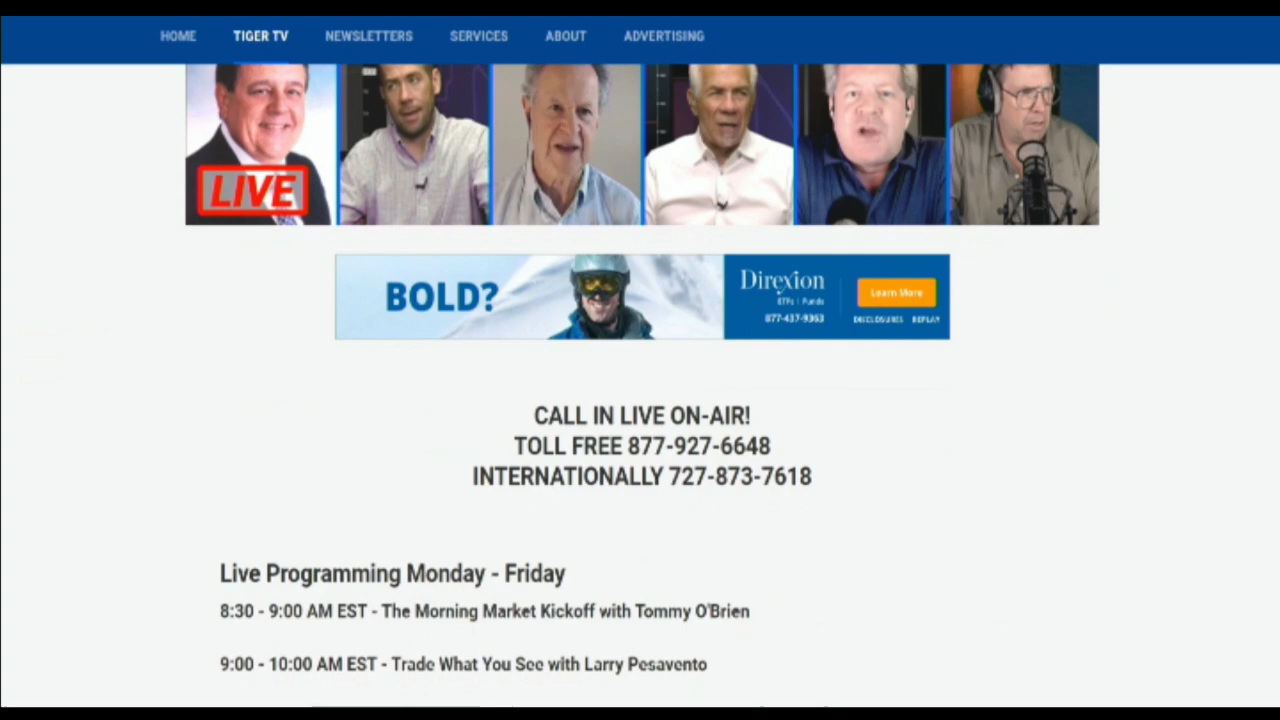 HOME TIGER TV NEWSLETTERS SERVICES ABOUT ADVERTISING
LIVE
BOLD?
Direxion
ETFs | Funds
877-437-9363
Learn More
DISCLOSURES REPLAY
CALL IN LIVE ON-AIR!
TOLL FREE 877-927-6648
INTERNATIONALLY 727-873-7618
Live Programming Monday - Friday
8:30 - 9:00 AM EST - The Morning Market Kickoff with Tommy O'Brien
9:00 - 10:00 AM EST - Trade What You See with Larry Pesavento